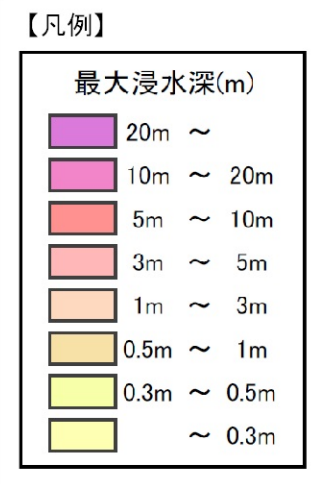 【凡例】
最大浸水深(m)
20m ～
10m ～ 20m
5m ～ 10m
3m ～ 5m
1m ～ 3m
0.5m ～ 1m
0.3m ～ 0.5m
～ 0.3m